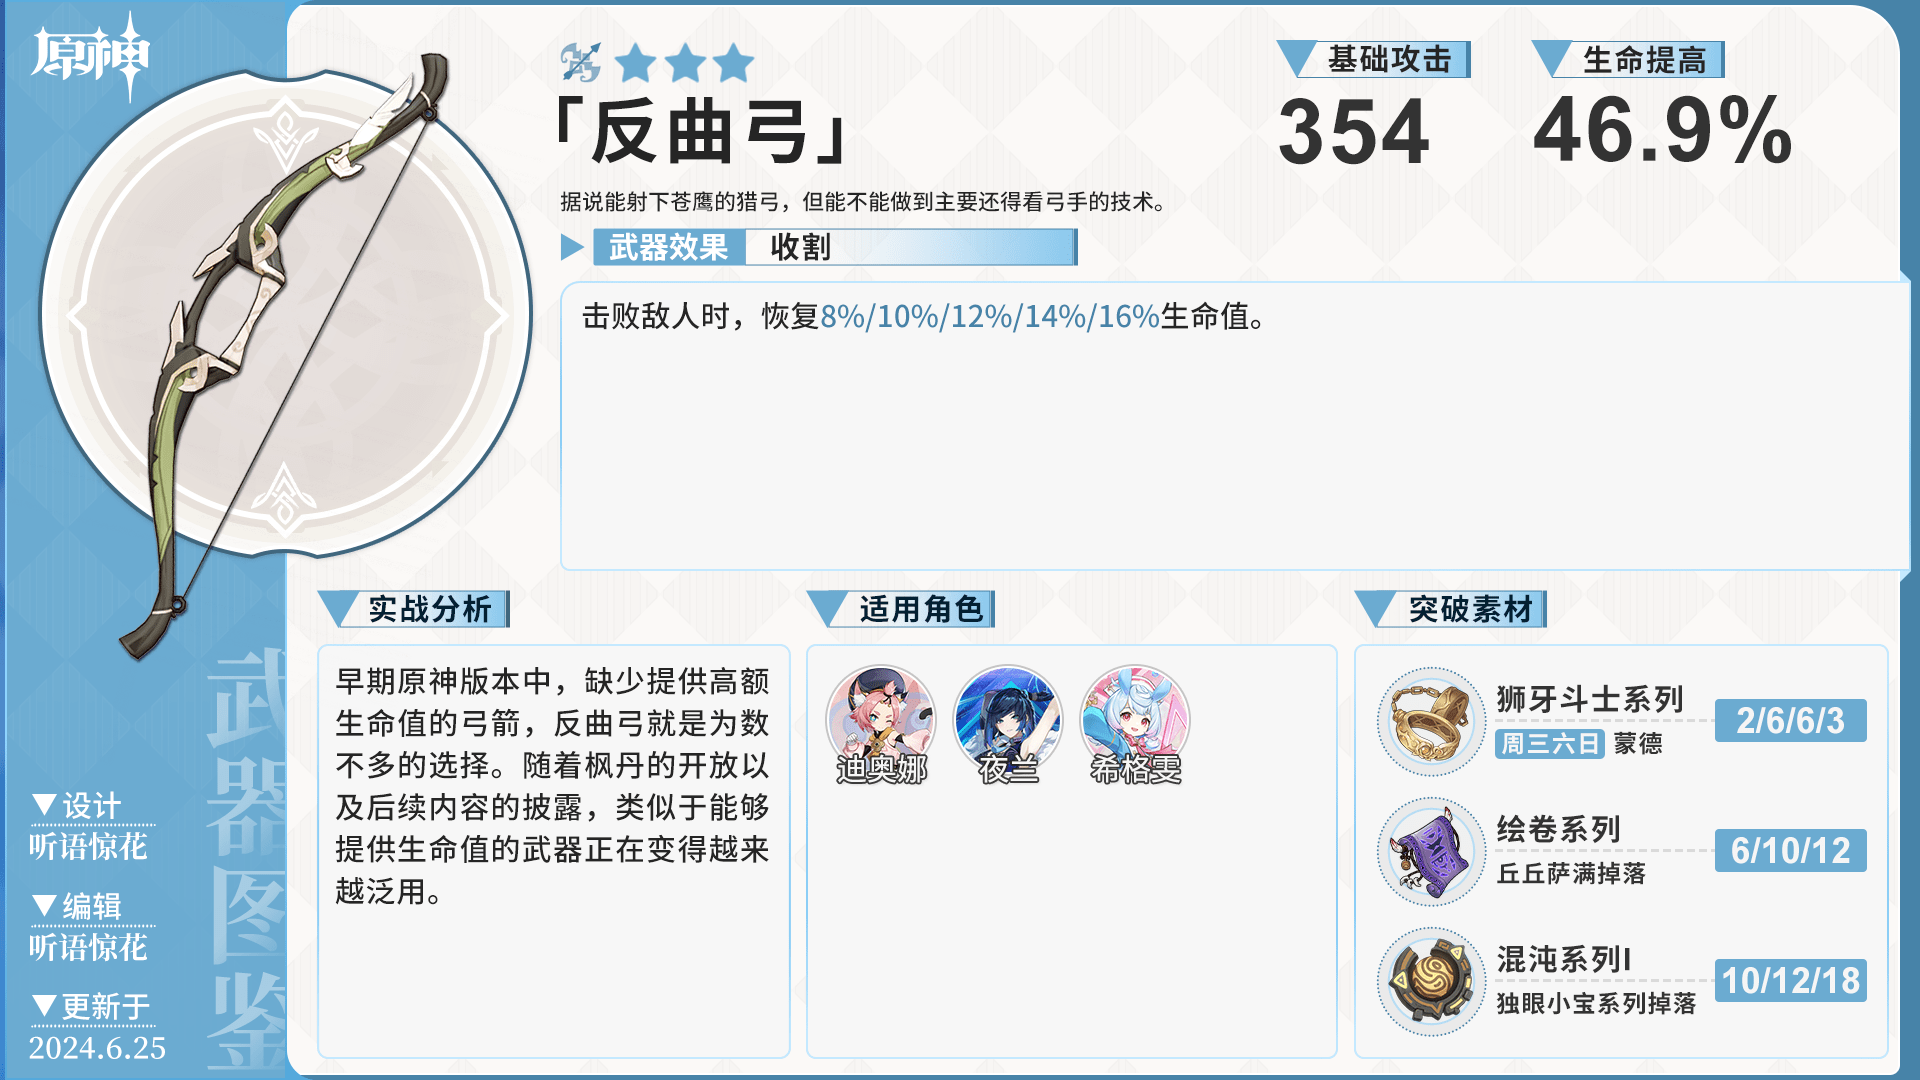 原神
「反曲弓」
据说能射下苍鹰的猎弓，但能不能做到主要还得看弓手的技术。
基础攻击
354
生命提高
46.9%
武器效果 收割
击败敌人时，恢复8%/10%/12%/14%/16%生命值。
实战分析
早期原神版本中，缺少提供高额
生命值的弓箭，反曲弓就是为数
不多的选择。随着枫丹的开放以
及后续内容的披露，类似于能够
提供生命值的武器正在变得越来
越泛用。
适用角色
迪奥娜 夜兰 希格雯
突破素材
狮牙斗士系列
周三六日 蒙德
2/6/6/3
绘卷系列
丘丘萨满掉落
6/10/12
混沌系列I
独眼小宝系列掉落
10/12/18
武器图鉴
▼设计
听语惊花
▼编辑
听语惊花
▼更新于
2024.6.25